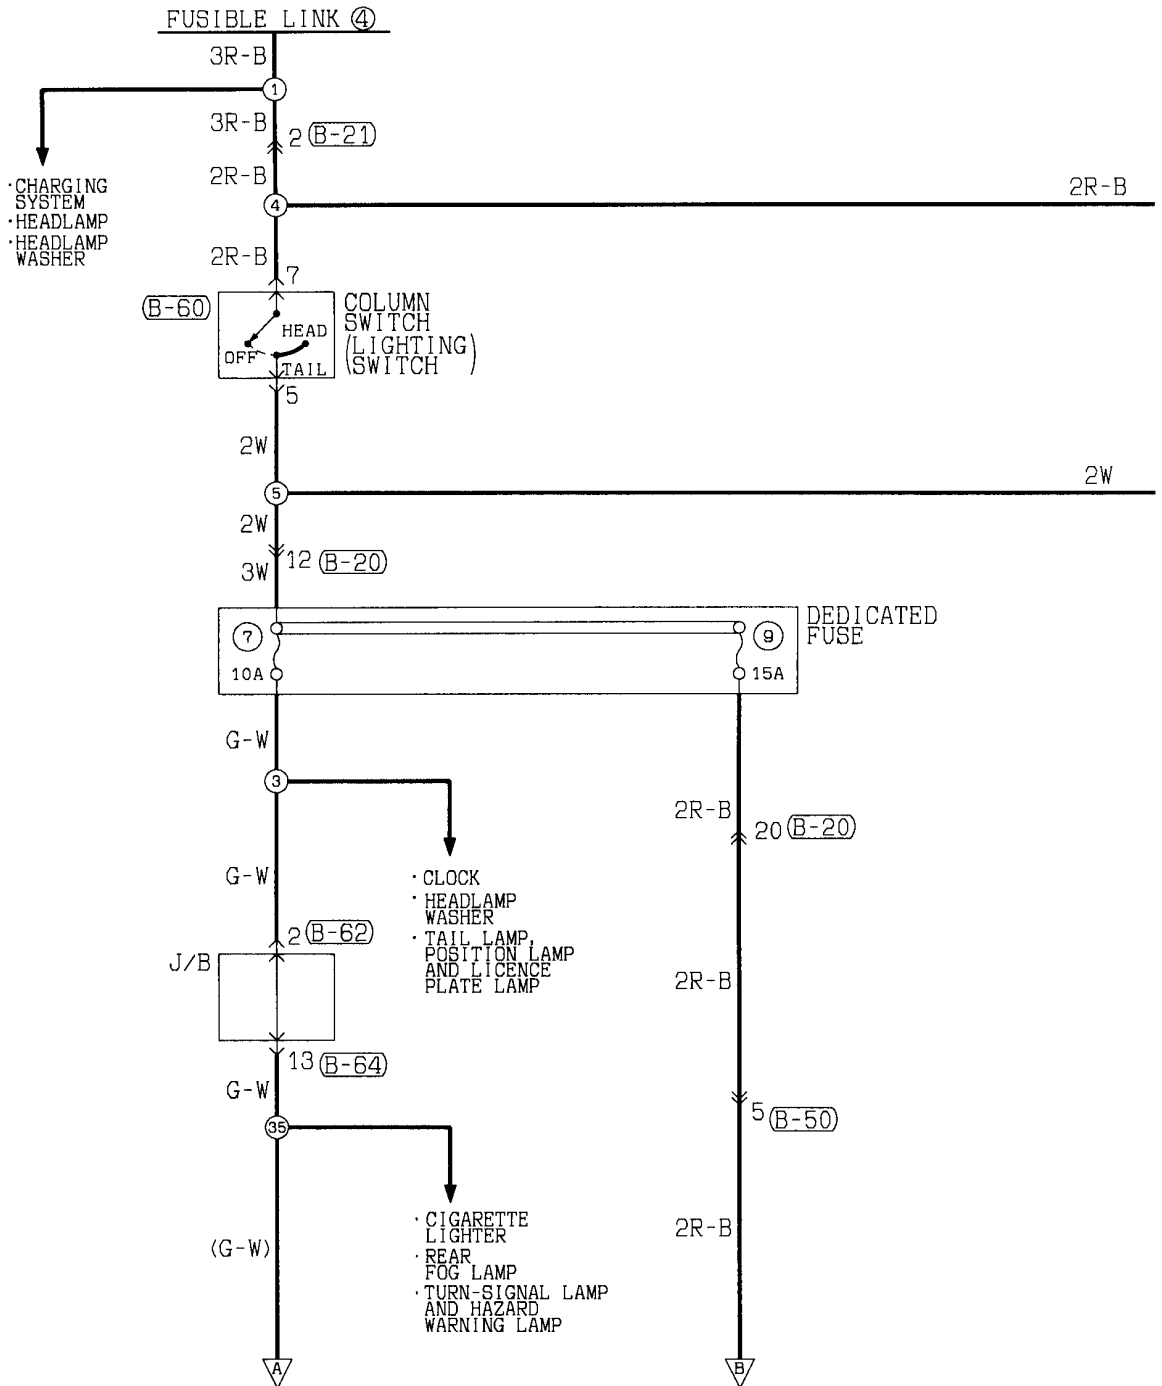 FUSIBLE LINK ④
3R-B
1
3R-B
2 B-21
2R-B
·CHARGING
SYSTEM
·HEADLAMP
·HEADLAMP
WASHER
4
2R-B
2R-B
7
B-60
COLUMN
SWITCH
(LIGHTING)
(SWITCH)
HEAD
OFF
TAIL
5
2W
5
2W
2W
12 B-20
3W
DEDICATED
FUSE
7
9
10A
15A
G-W
3
2R-B
20 B-20
G-W
·CLOCK
·HEADLAMP
WASHER
·TAIL LAMP,
POSITION LAMP
AND LICENCE
PLATE LAMP
2 B-62
J/B
2R-B
13 B-64
G-W
5 B-50
35
·CIGARETTE
LIGHTER
·REAR
FOG LAMP
·TURN-SIGNAL LAMP
AND HAZARD
WARNING LAMP
(G-W)
2R-B
A
B